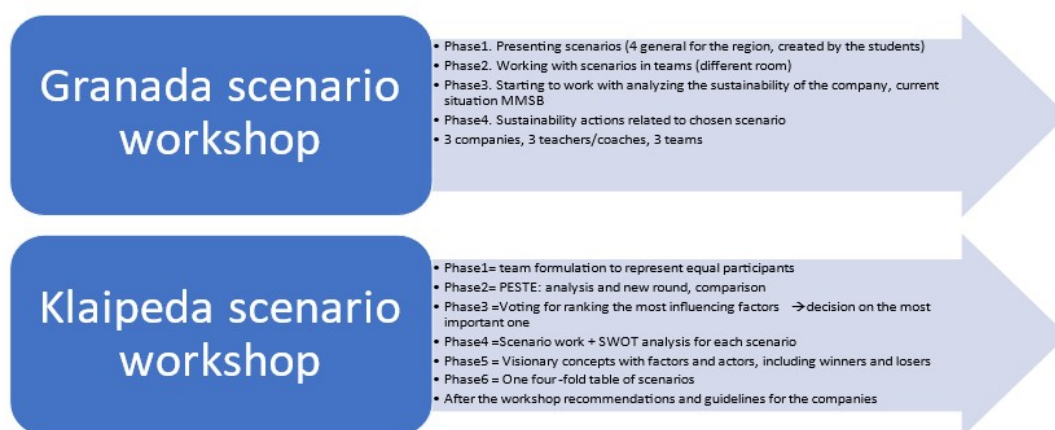 Granada scenario
workshop
• Phase1. Presenting scenarios (4 general for the region, created by the students)
• Phase2. Working with scenarios in teams (different room)
• Phase3. Starting to work with analyzing the sustainability of the company, current
situation MMSB
• Phase4. Sustainability actions related to chosen scenario
• 3 companies, 3 teachers/coaches, 3 teams
Klaipeda scenario
workshop
• Phase1= team formulation to represent equal participants
• Phase2= PESTE: analysis and new round, comparison
• Phase3 =Voting for ranking the most influencing factors →decision on the most
important one
• Phase4 =Scenario work + SWOT analysis for each scenario
• Phase5 = Visionary concepts with factors and actors, including winners and losers
• Phase6 = One four-fold table of scenarios
• After the workshop recommendations and guidelines for the companies